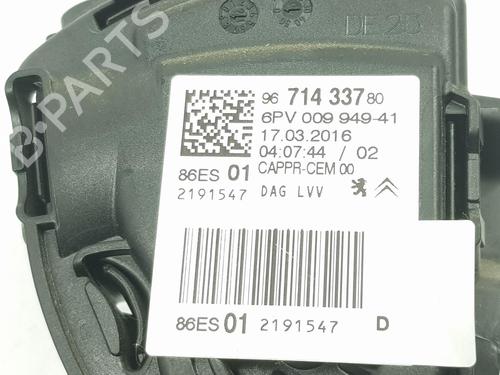 DE 2B
96 714 337 80
6PV 009 949-41
17.03.2016
04:07:44 / 02
86ES 01 CAPPR-CEM 00
2191547 DAG LVV
86ES 01 2191547 D
B-PARTS